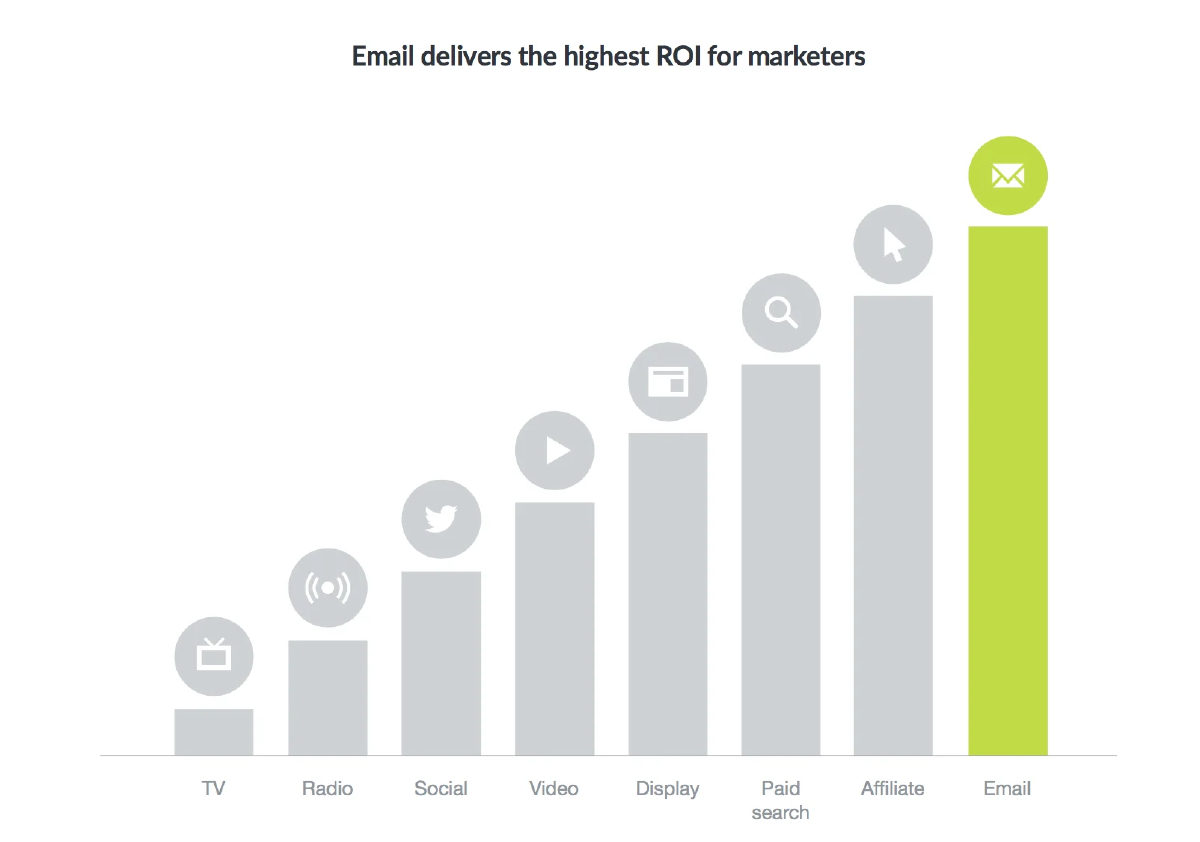 Email delivers the highest ROI for marketers
TV
Radio
Social
Video
Display
Paid
search
Affiliate
Email